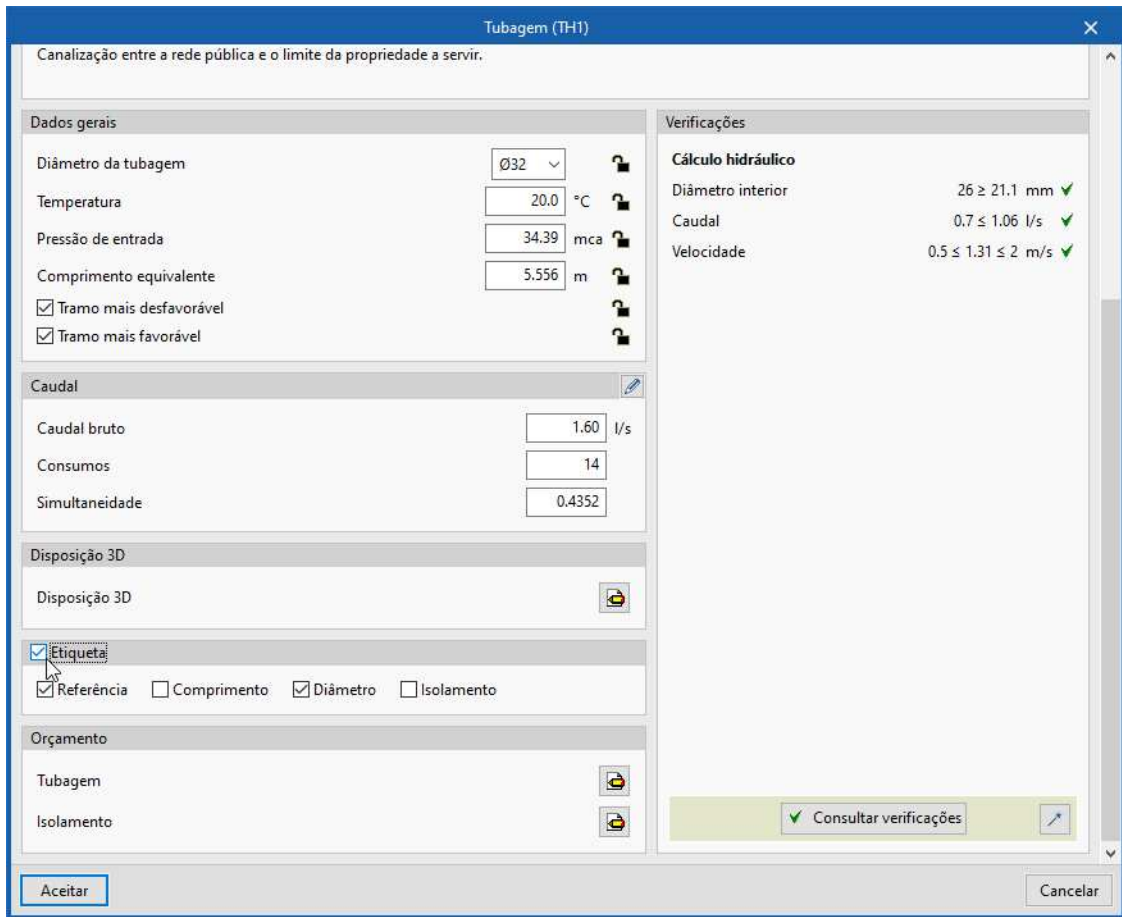 Tubagem (TH1)
Canalização entre a rede pública e o limite da propriedade a servir.
Dados gerais
Diâmetro da tubagem Ø32
Temperatura 20.0 °C
Pressão de entrada 34.39 mca
Comprimento equivalente 5.556 m
Tramo mais desfavorável
Tramo mais favorável
Caudal
Caudal bruto 1.60 l/s
Consumos 14
Simultaneidade 0.4352
Disposição 3D
Disposição 3D
Etiqueta
Referência Comprimento Diâmetro Isolamento
Orçamento
Tubagem
Isolamento
Verificações
Cálculo hidráulico
Diâmetro interior 26 ≥ 21.1 mm
Caudal 0.7 ≤ 1.06 l/s
Velocidade 0.5 ≤ 1.31 ≤ 2 m/s
Consultar verificações
Aceitar Cancelar